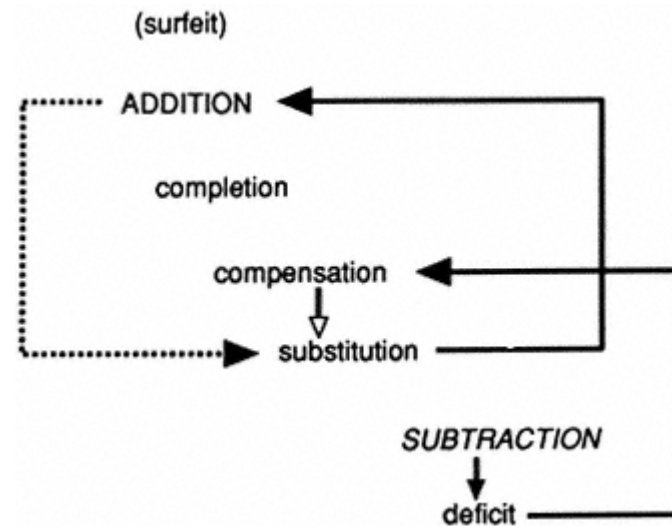 (surfeit)
ADDITION
completion
compensation
substitution
SUBTRACTION
deficit